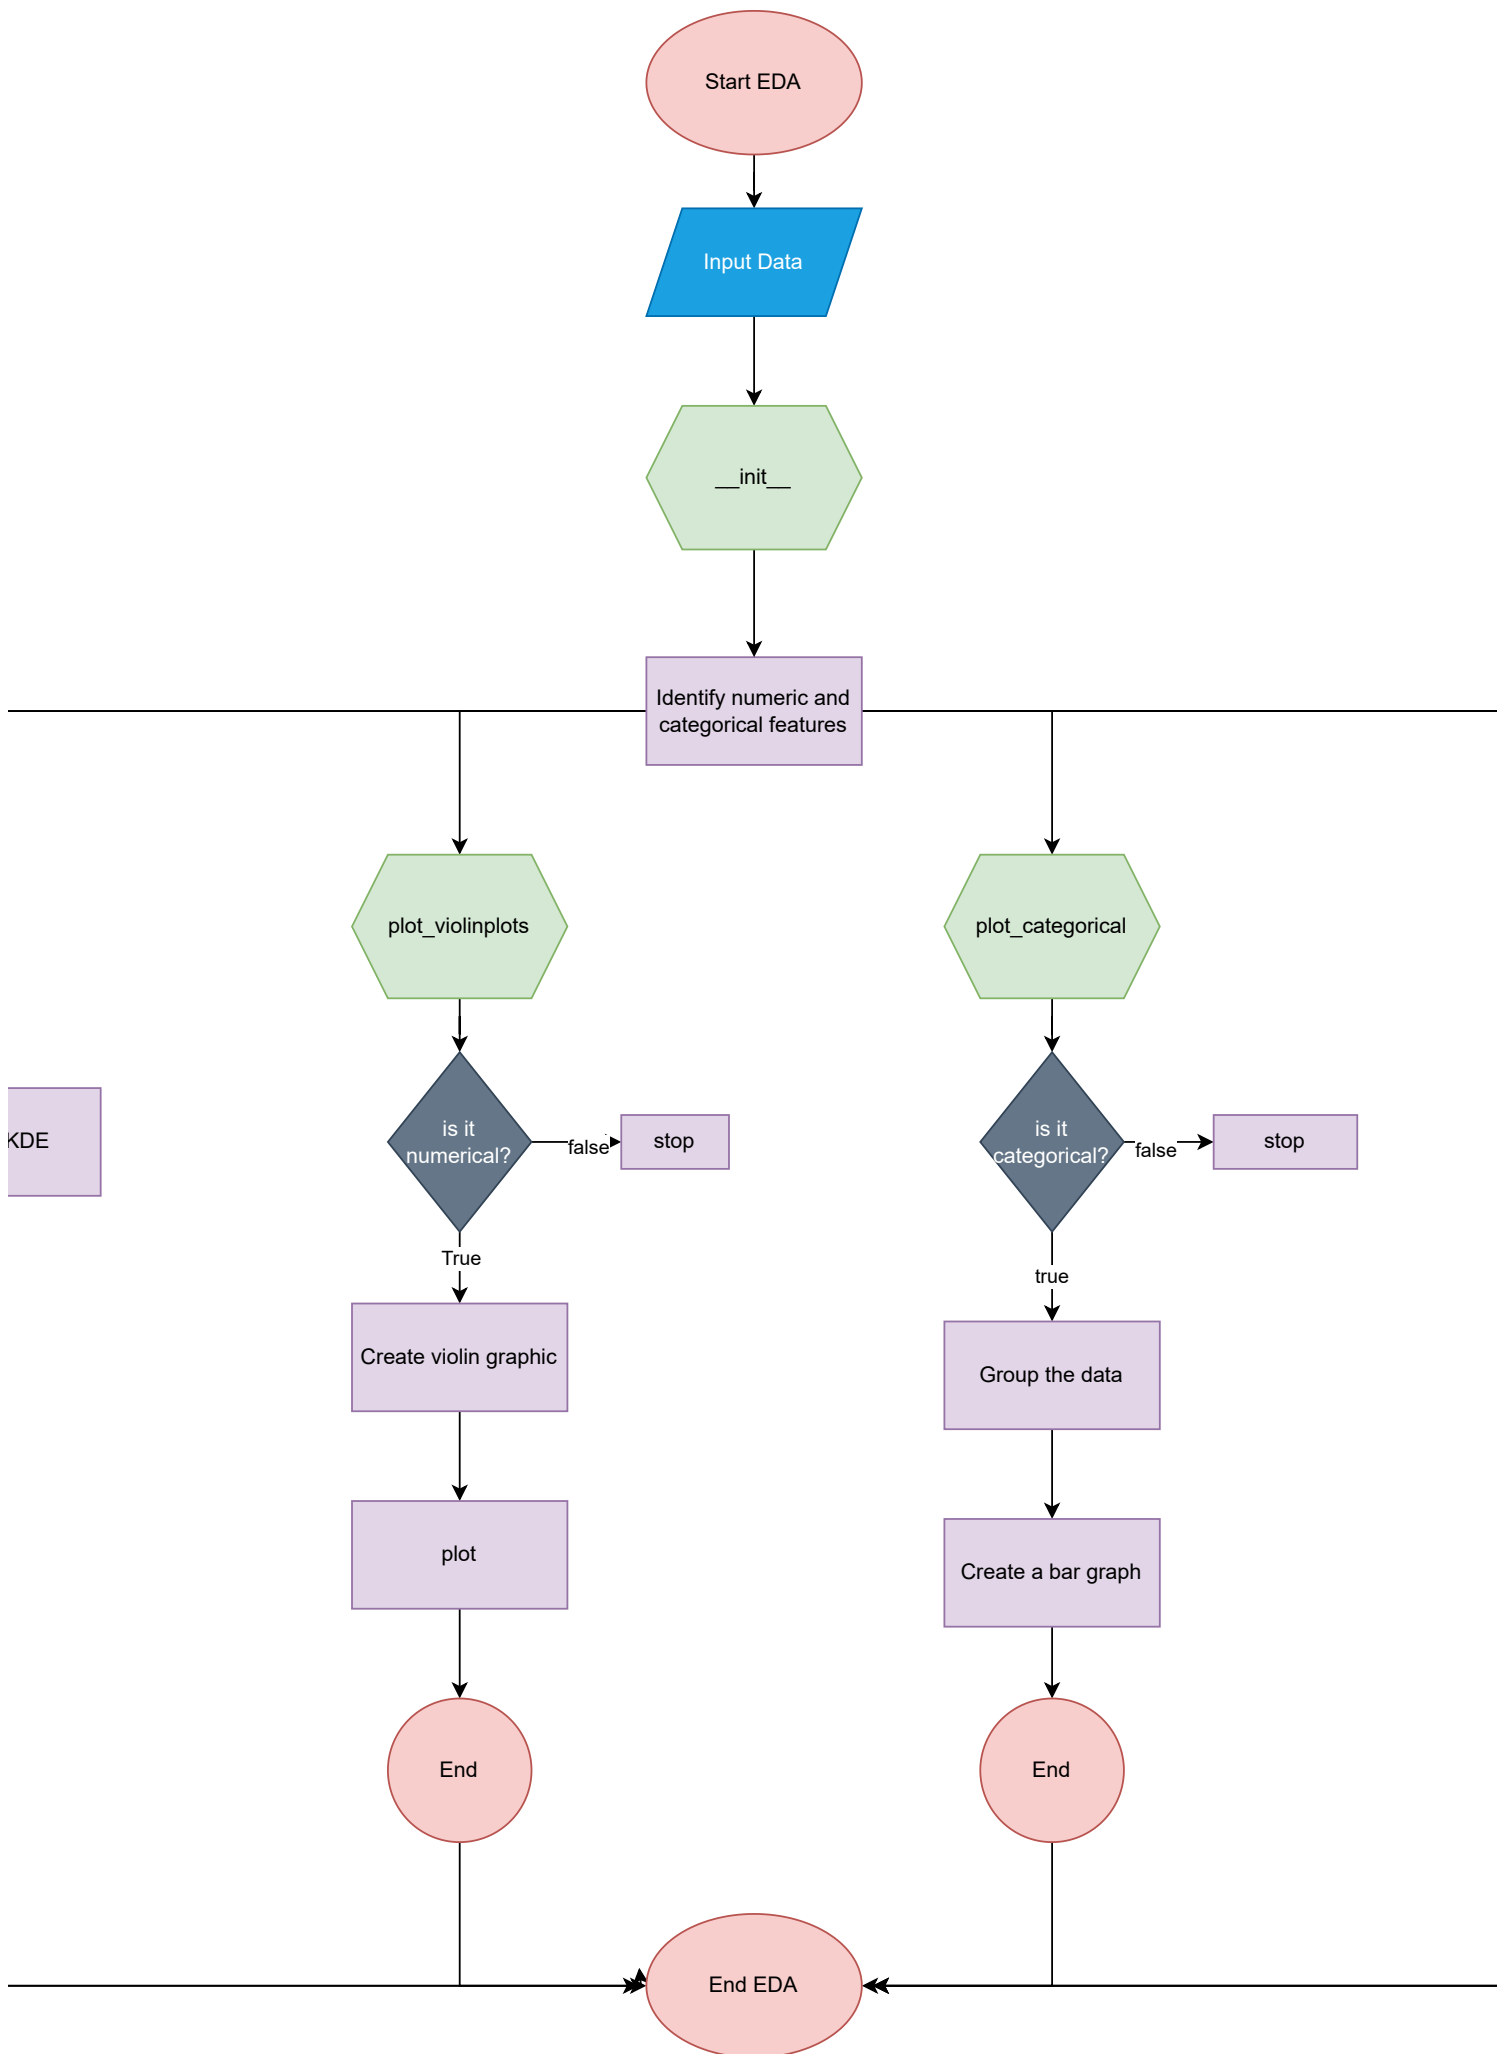 Start EDA
Input Data
__init__
Identify numeric and
categorical features
plot_violinplots
plot_categorical
KDE
is it
numerical?
false
stop
is it
categorical?
false
stop
True
true
Create violin graphic
Group the data
plot
Create a bar graph
End
End
End EDA